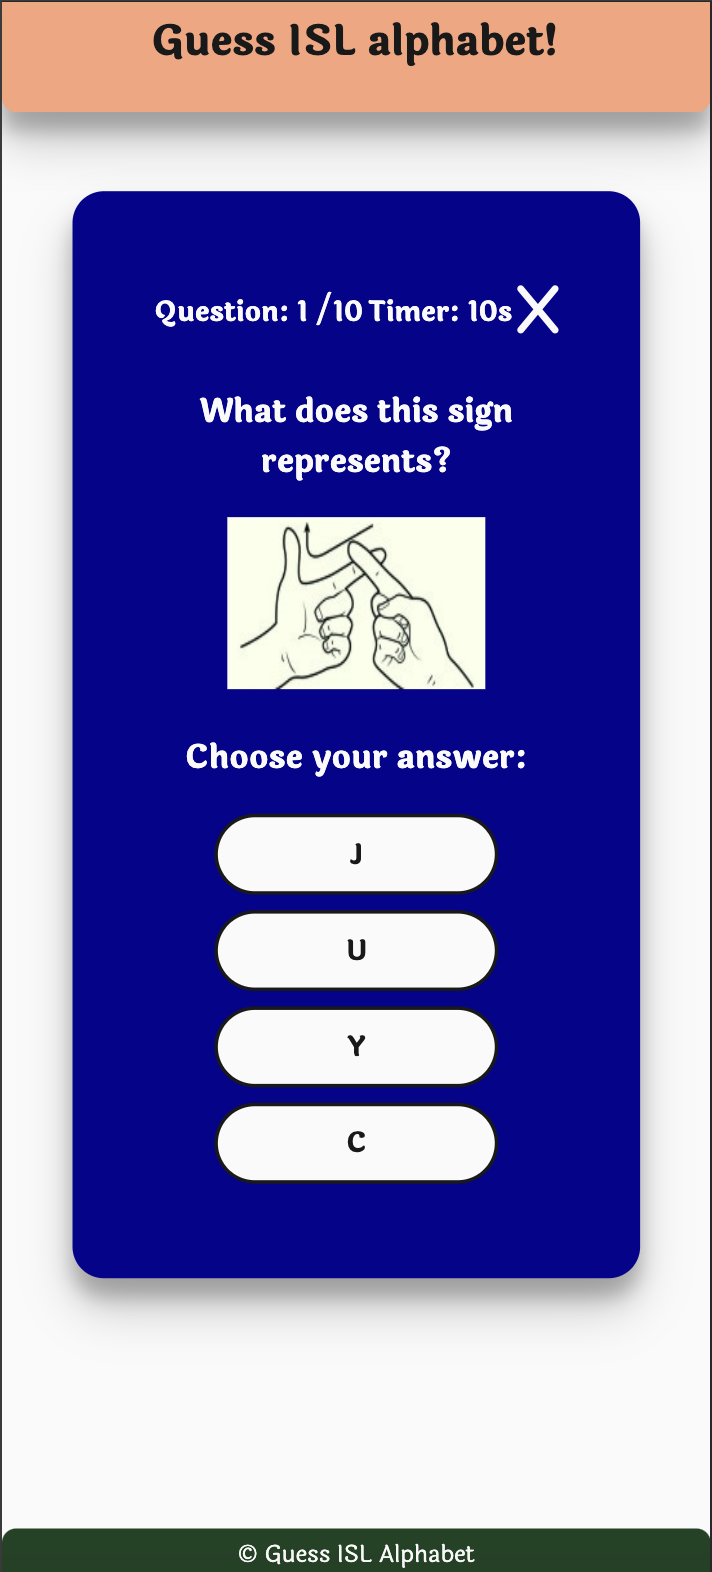 Guess ISL alphabet!
Question: 1 /10 Timer: 10s X
What does this sign
represents?
Choose your answer:
J
U
Y
C
© Guess ISL Alphabet